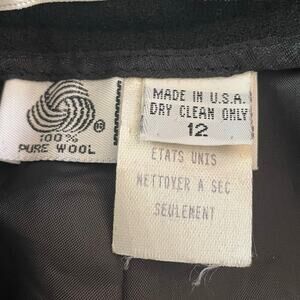 100%
PURE WOOL
®
MADE IN U.S.A.
DRY CLEAN ONLY
12
ETATS UNIS
NETTOYER A SEC
SEULEMENT